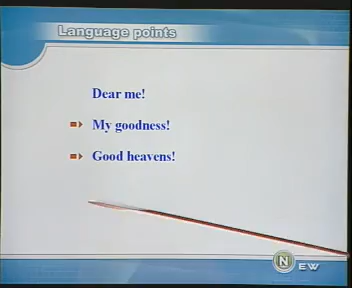 Language points
Dear me!
My goodness!
Good heavens!
NEW